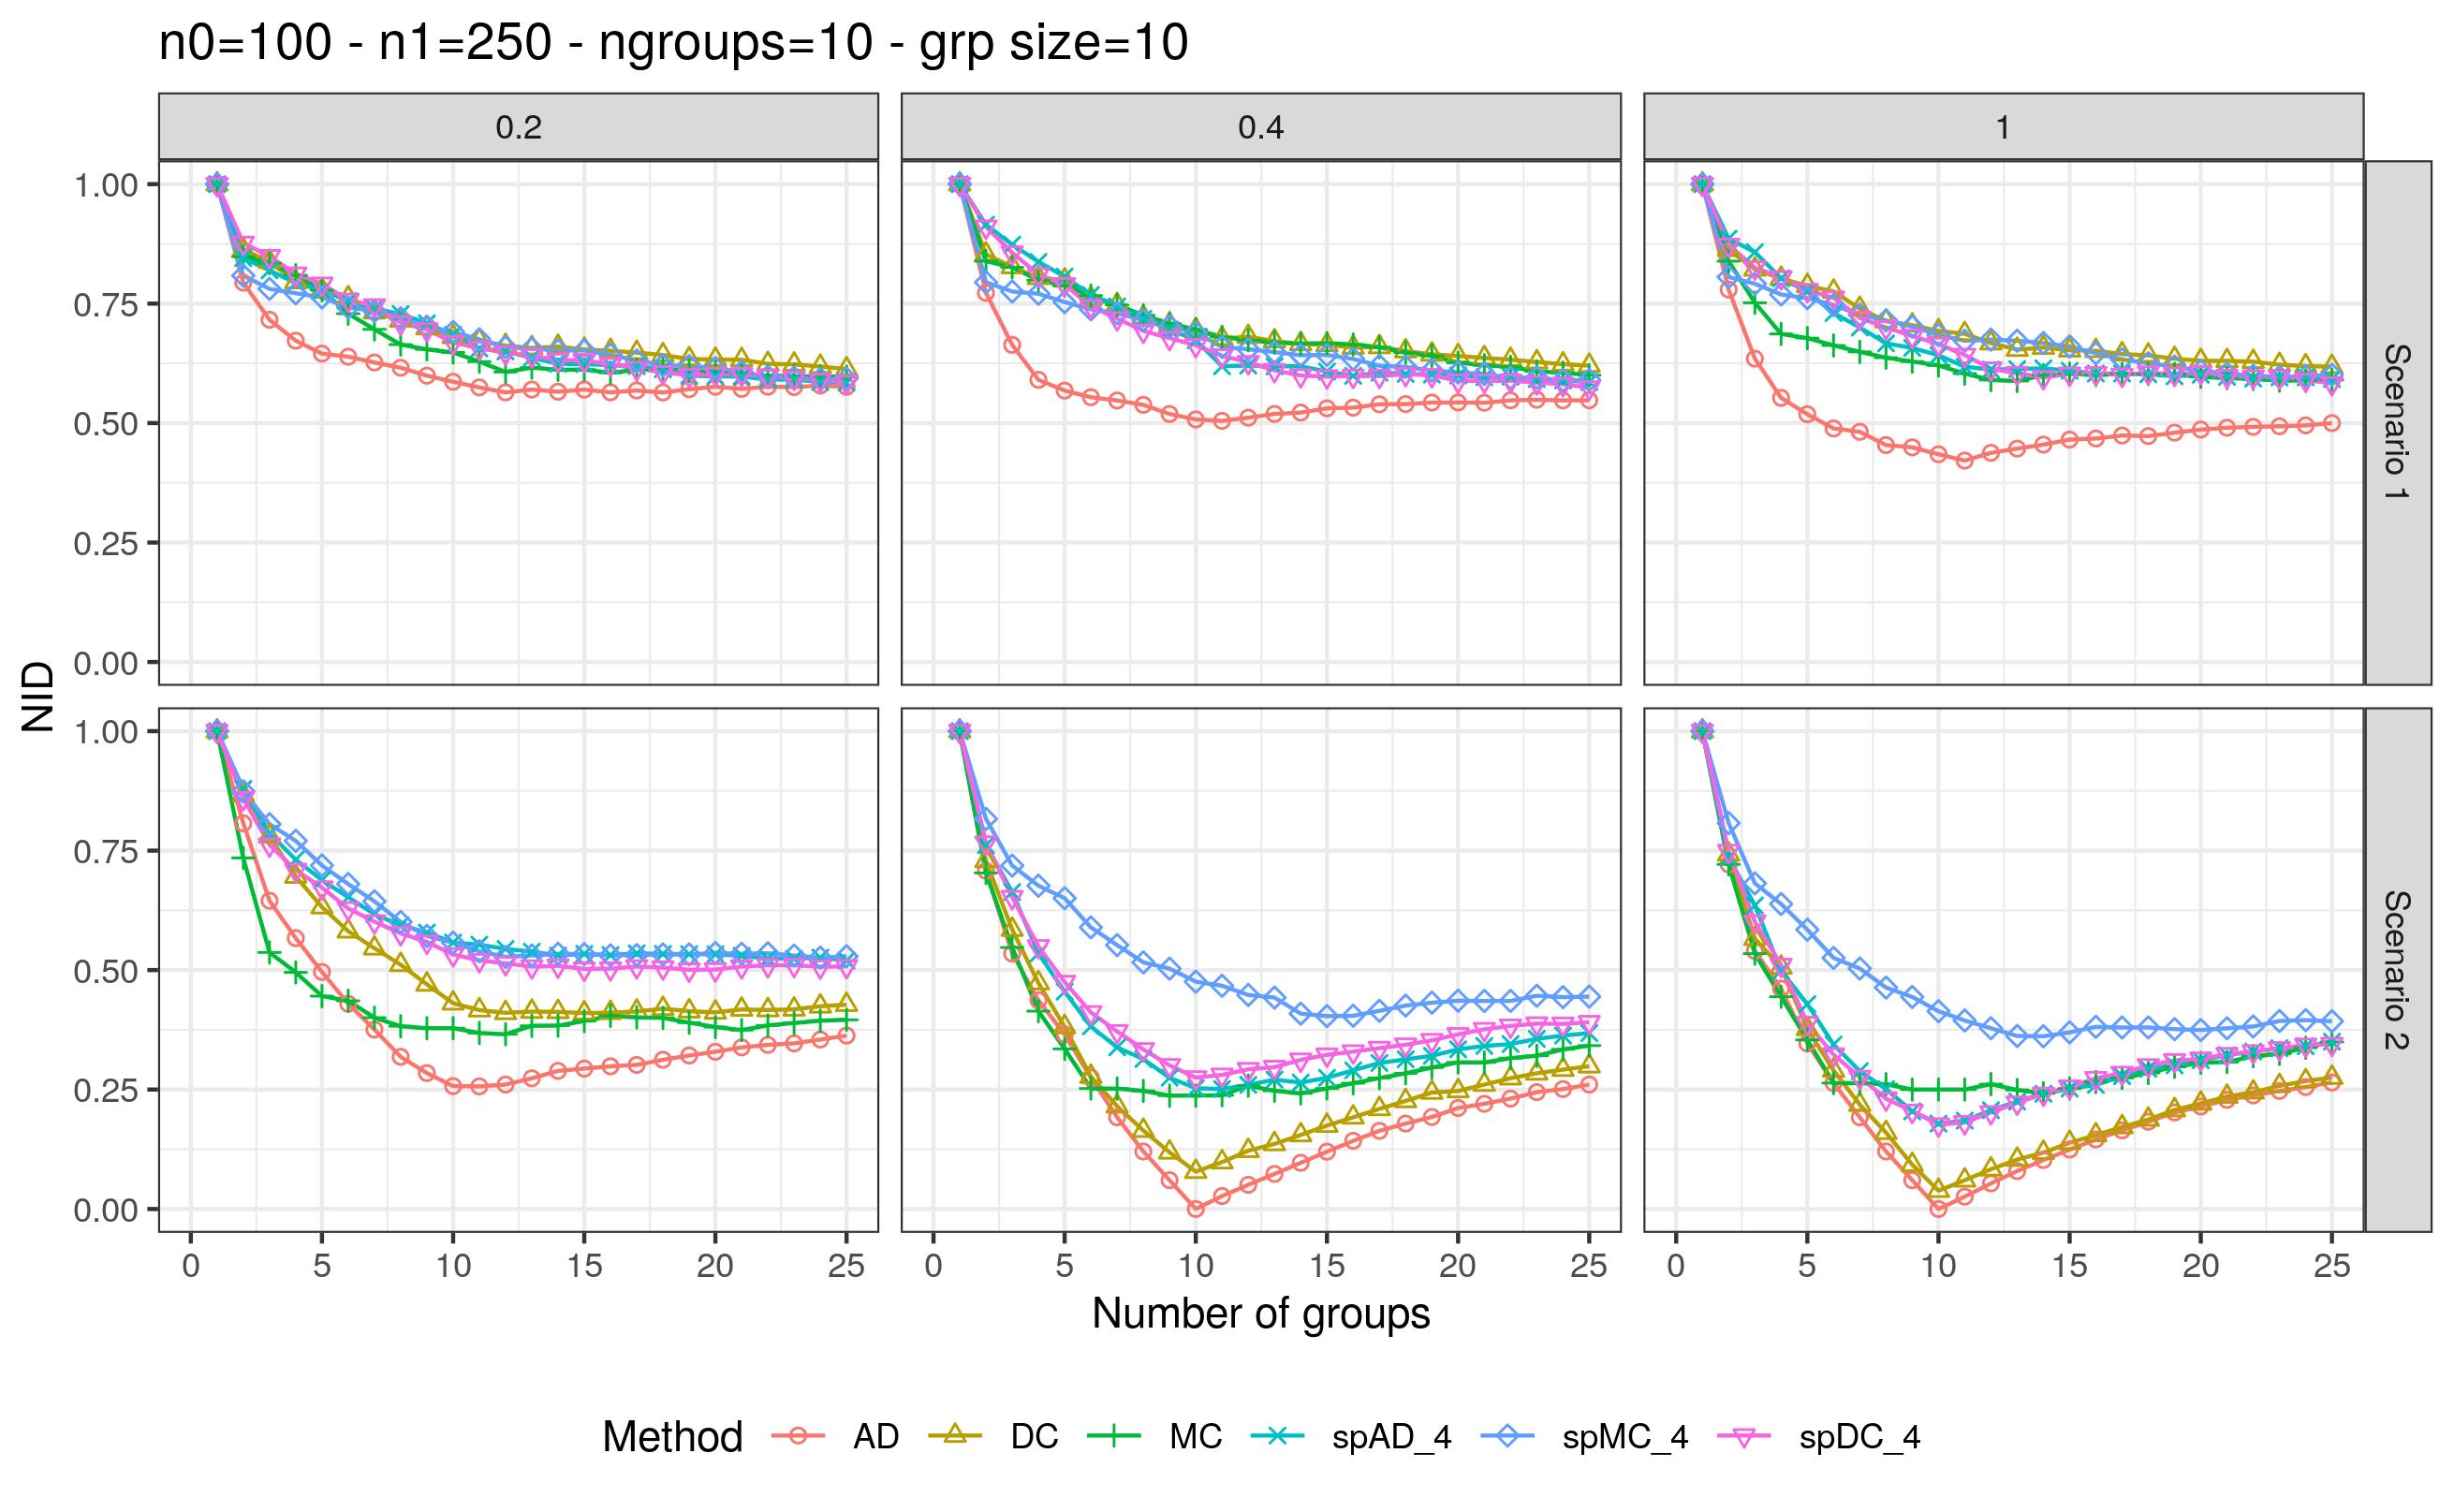 n0=100 - n1=250 - ngroups=10 - grp size=10
0.2 0.4 1
1.00
0.75
0.50
0.25
0.00
Scenario 1
1.00
0.75
0.50
0.25
0.00
Scenario 2
NID
0 5 10 15 20 25 0 5 10 15 20 25 0 5 10 15 20 25
Number of groups
Method AD DC MC spAD_4 spMC_4 spDC_4